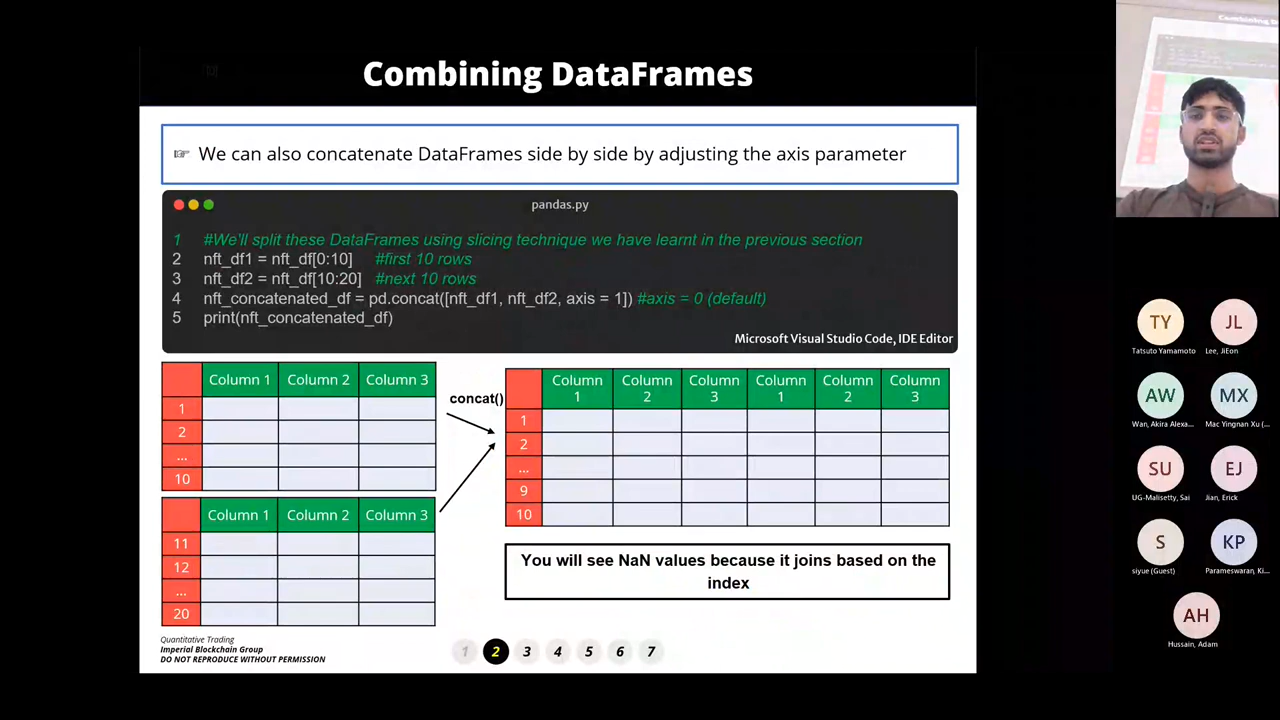 Combining DataFrames
☞ We can also concatenate DataFrames side by side by adjusting the axis parameter
pandas.py
1 #We'll split these DataFrames using slicing technique we have learnt in the previous section
2 nft_df1 = nft_df[0:10] #first 10 rows
3 nft_df2 = nft_df[10:20] #next 10 rows
4 nft_concatenated_df = pd.concat([nft_df1, nft_df2, axis = 1]) #axis = 0 (default)
5 print(nft_concatenated_df)
Microsoft Visual Studio Code, IDE Editor
Column 1 Column 2 Column 3
1
2
...
10
Column 1 Column 2 Column 3
11
12
...
20
concat()
Column 1 Column 2 Column 3 Column 1 Column 2 Column 3
1
2
...
9
10
You will see NaN values because it joins based on the
index
Quantitative Trading
Imperial Blockchain Group
DO NOT REPRODUCE WITHOUT PERMISSION
1 2 3 4 5 6 7
TY JL
Tatsuto Yamamoto Lee, JiEon
AW MX
Wan, Akira Alexa... Mac Yingnan Xu (...
SU EJ
UG-Malisetty, Sai Jian, Erick
S KP
siyue (Guest) Parameswaran, Ki...
AH
Hussain, Adam